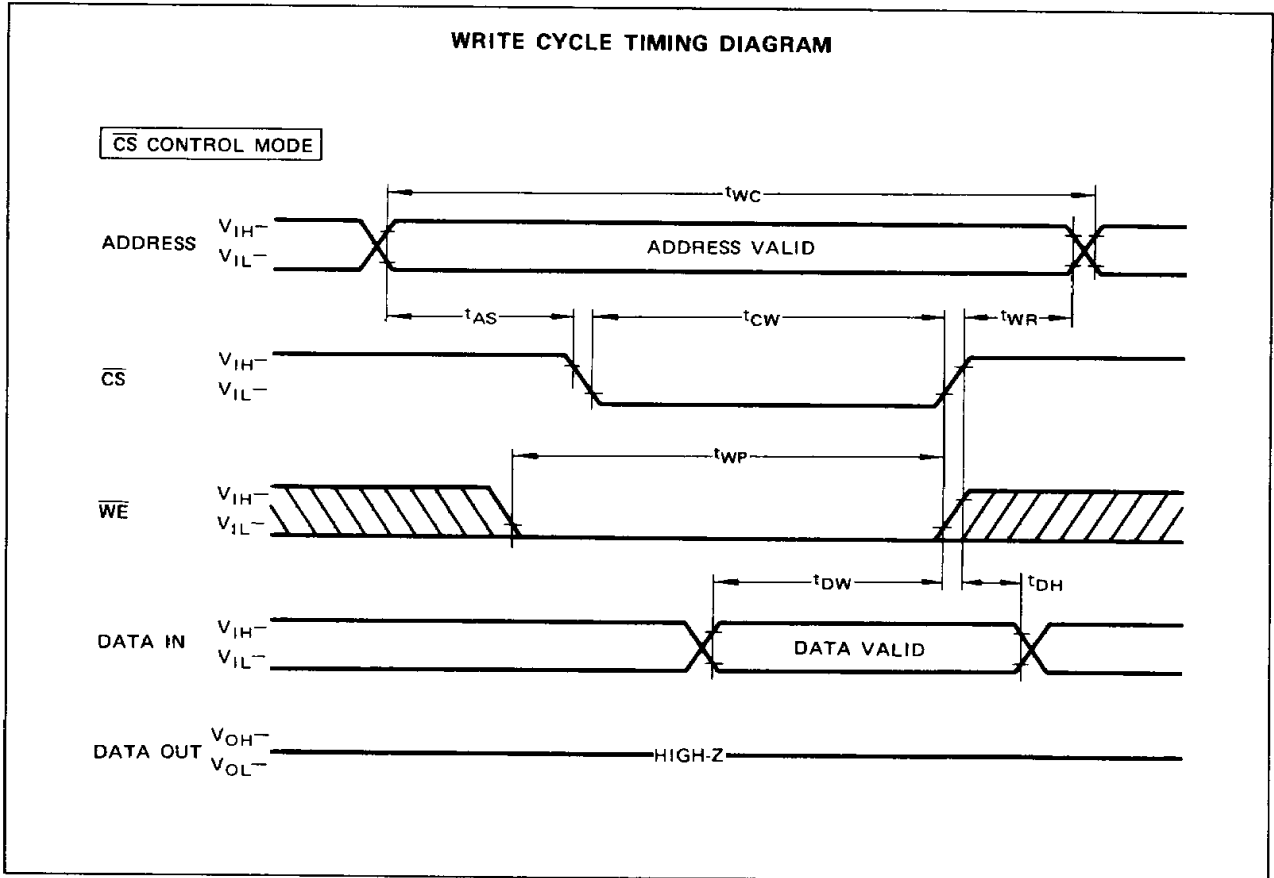 WRITE CYCLE TIMING DIAGRAM
CS CONTROL MODE
tWC
ADDRESS
VIH
VIL
ADDRESS VALID
tAS
tCW
tWR
CS
VIH
VIL
tWP
WE
VIH
VIL
tDW
tDH
DATA IN
VIH
VIL
DATA VALID
DATA OUT
VOH
VOL
HIGH-Z